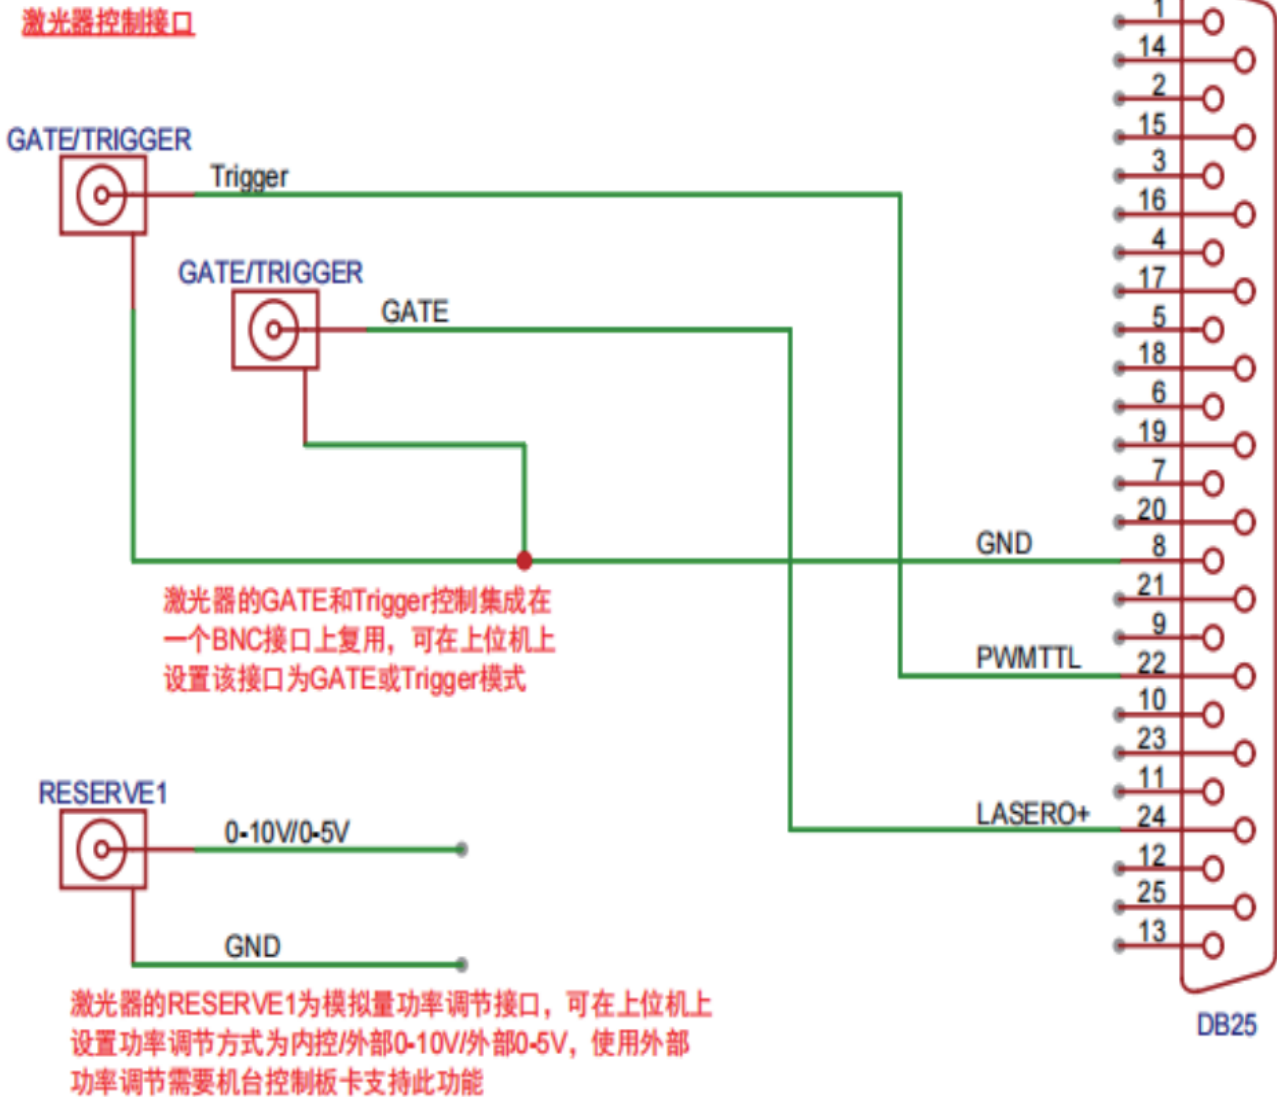 激光器控制接口
GATE/TRIGGER
Trigger
GATE/TRIGGER
GATE
GND
激光器的GATE和Trigger控制集成在
一个BNC接口上复用，可在上位机上
设置该接口为GATE或Trigger模式
PWMTTL
LASERO+
RESERVE1
0-10V/0-5V
GND
激光器的RESERVE1为模拟量功率调节接口，可在上位机上
设置功率调节方式为内控/外部0-10V/外部0-5V，使用外部
功率调节需要机台控制板卡支持此功能
1
14
2
15
3
16
4
17
5
18
6
19
7
20
8
21
9
22
10
23
11
24
12
25
13
DB25